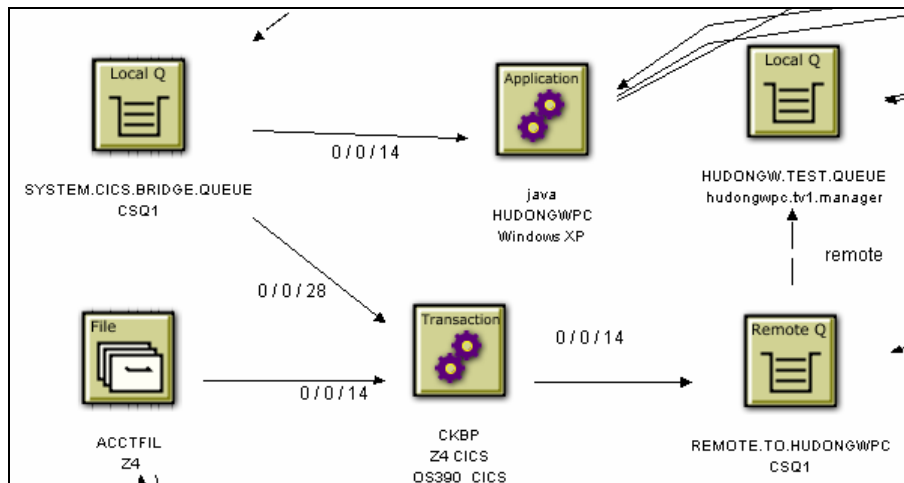 Local Q
SYSTEM.CICS.BRIDGE.QUEUE
CSQ1
0/0/14
Application
java
HUDONGWPC
Windows XP
Local Q
HUDONGW.TEST.QUEUE
hudongwpc.tv1.manager
remote
0/0/28
File
ACCTFIL
Z4
0/0/14
Transaction
CKBP
Z4 CICS
OS390_CICS
0/0/14
Remote Q
REMOTE.TO.HUDONGWPC
CSQ1